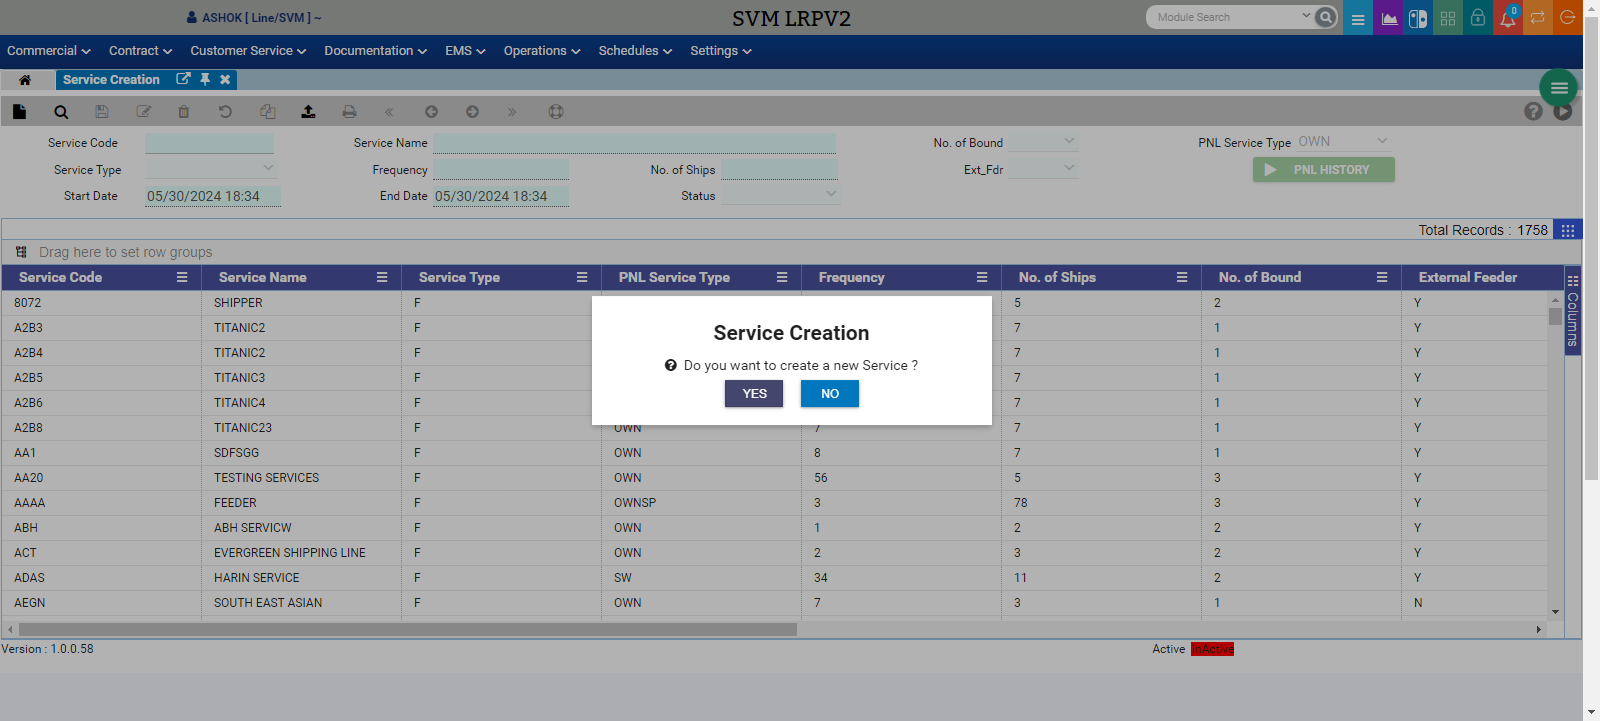 ASHOK [ Line/SVM ] ~
SVM LRPV2
Module Search
0
Commercial Contract Customer Service Documentation EMS Operations Schedules Settings
Service Creation
Service Code
Service Name
No. of Bound
PNL Service Type OWN
Service Type
Frequency
No. of Ships
Ext_Fdr
PNL HISTORY
Start Date 05/30/2024 18:34
End Date 05/30/2024 18:34
Status
Total Records : 1758
Drag here to set row groups
Service Code Service Name Service Type PNL Service Type Frequency No. of Ships No. of Bound External Feeder
Columns
8072 SHIPPER F 5 2 Y
A2B3 TITANIC2 F 7 1 Y
A2B4 TITANIC2 F 7 1 Y
A2B5 TITANIC3 F 7 1 Y
A2B6 TITANIC4 F 7 1 Y
A2B8 TITANIC23 F OWN 7 7 1 Y
AA1 SDFSGG F OWN 8 7 1 Y
AA20 TESTING SERVICES F OWN 56 5 3 Y
AAAA FEEDER F OWNSP 3 78 3 Y
ABH ABH SERVICW F OWN 1 2 2 Y
ACT EVERGREEN SHIPPING LINE F OWN 2 3 2 Y
ADAS HARIN SERVICE F SW 34 11 2 Y
AEGN SOUTH EAST ASIAN F OWN 7 3 1 N
Service Creation
Do you want to create a new Service ?
YES NO
Version : 1.0.0.58
Active InActive